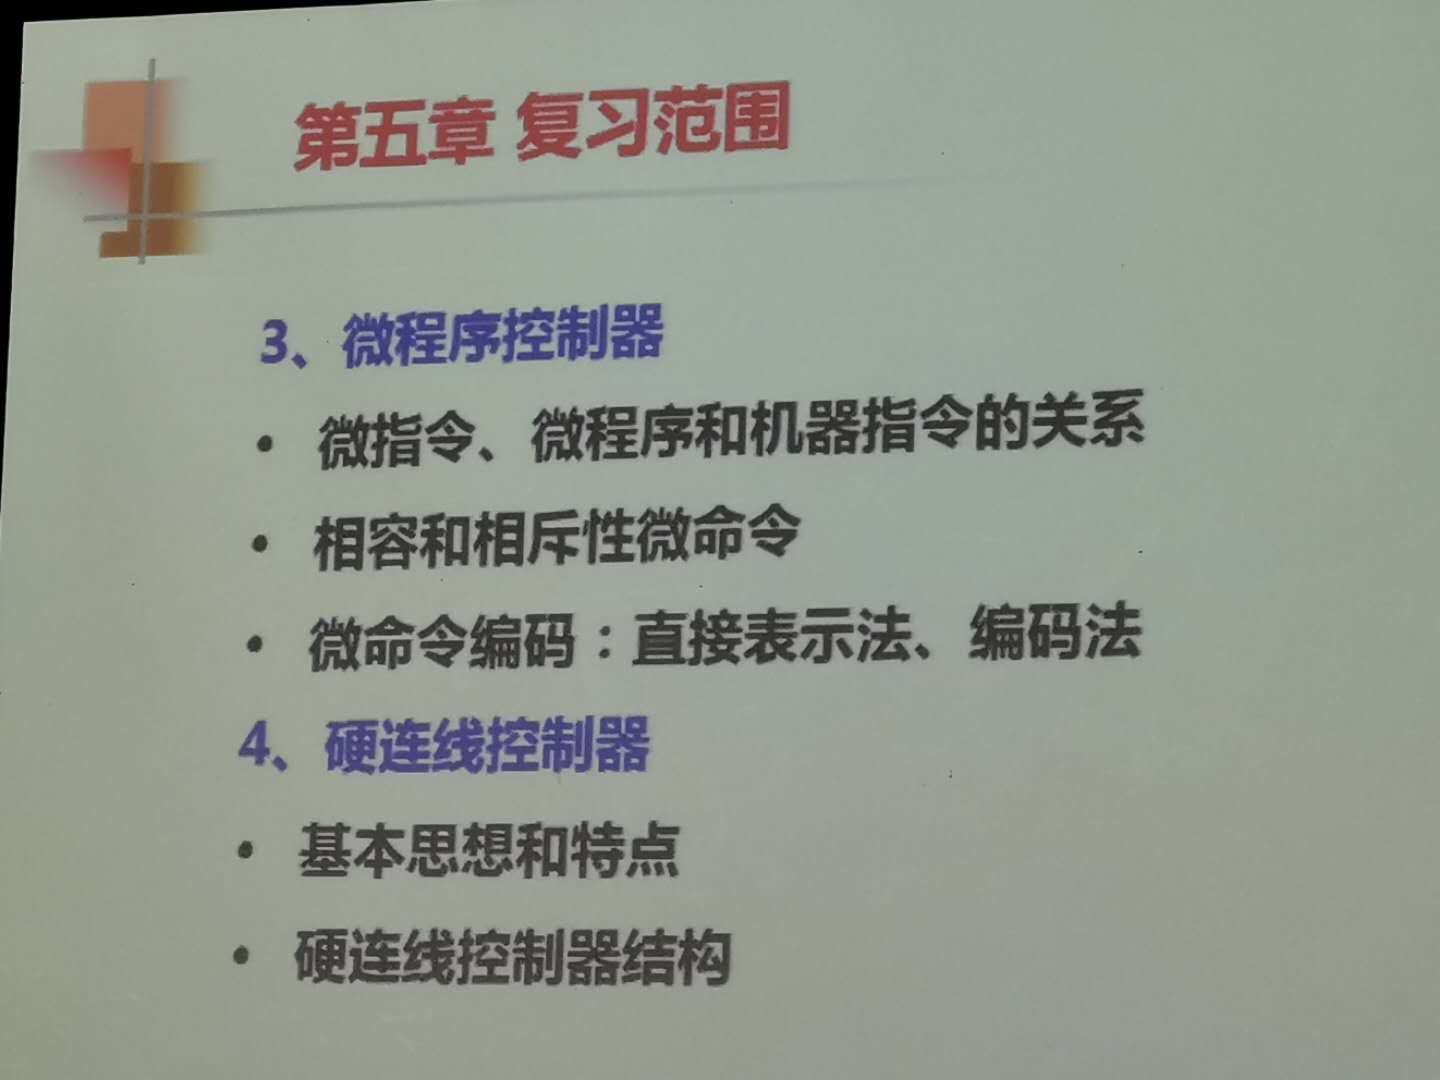 第五章 复习范围
3、微程序控制器
• 微指令、微程序和机器指令的关系
• 相容和相斥性微命令
• 微命令编码：直接表示法、编码法
4、硬连线控制器
• 基本思想和特点
• 硬连线控制器结构